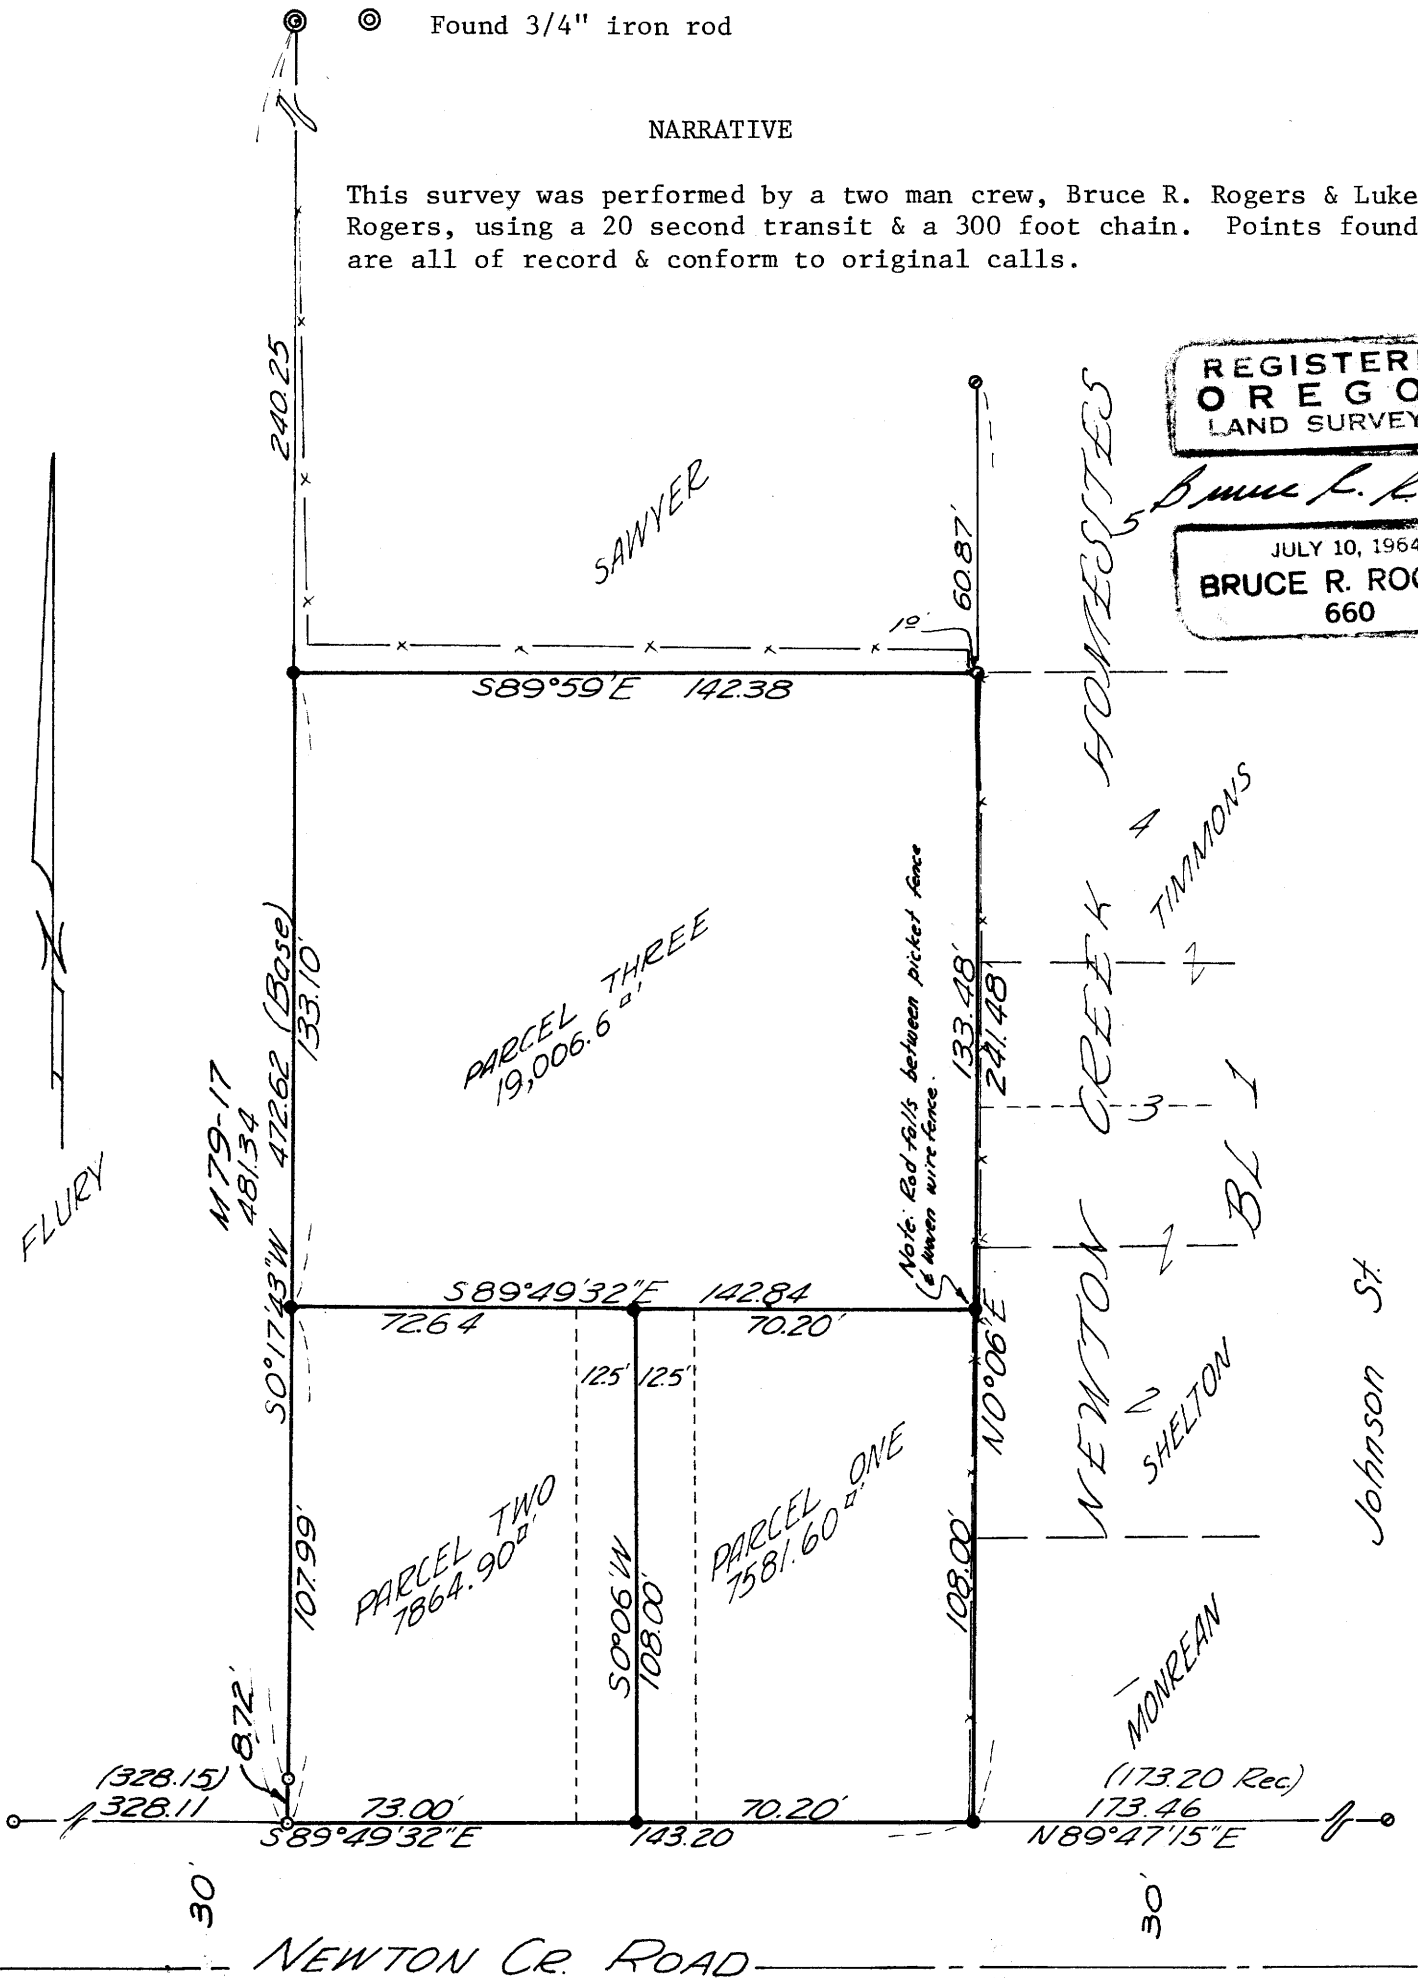 Found 3/4" iron rod
NARRATIVE
This survey was performed by a two man crew, Bruce R. Rogers & Luke
Rogers, using a 20 second transit & a 300 foot chain.  Points found
are all of record & conform to original calls.
REGISTER
OREGO
LAND SURVEY
JULY 10, 1964
BRUCE R. ROG
660
240.25
SAWYER
60.87'
1º'
S89°59'E 142.38
HOMESITES
5
4
TIMMONS
2
M79-17
481.34
S0°17'43"W 472.62 (Base)
133.10'
PARCEL THREE
19,006.6 □'
Note: Rod falls between picket fence
& woven wire fence.
133.48'
241.48'
N0°06'E
NEWTON CREEK
3
BL 1
2
FLURY
S89°49'32"E 142.84
72.64
70.20'
12.5'
12.5'
2
SHELTON
Johnson St.
107.99'
PARCEL TWO
7864.90 □'
S0°06'W
108.00'
PARCEL ONE
7581.60 □'
108.00'
1
MONREAN
8.72'
(328.15)
328.11
73.00'
70.20'
(173.20 Rec.)
173.46
S89°49'32"E
143.20
N89°47'15"E
30'
30'
NEWTON CR. ROAD